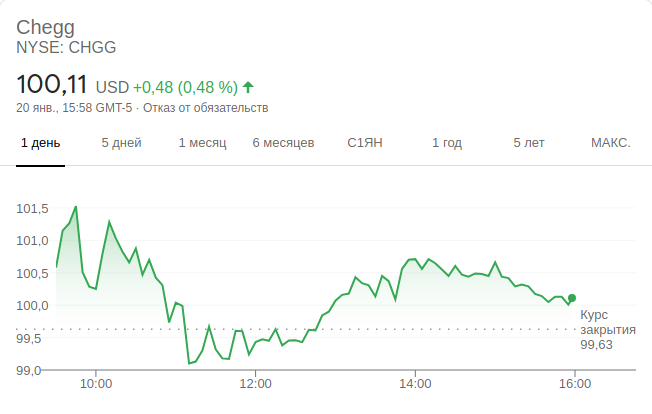 Chegg
NYSE: CHGG
100,11 USD +0,48 (0,48 %)
20 янв., 15:58 GMT-5 · Отказ от обязательств
1 день 5 дней 1 месяц 6 месяцев С1ЯН 1 год 5 лет МАКС.
101,5
101,0
100,5
100,0
99,5
99,0
Курс
закрытия
99,63
10:00 12:00 14:00 16:00